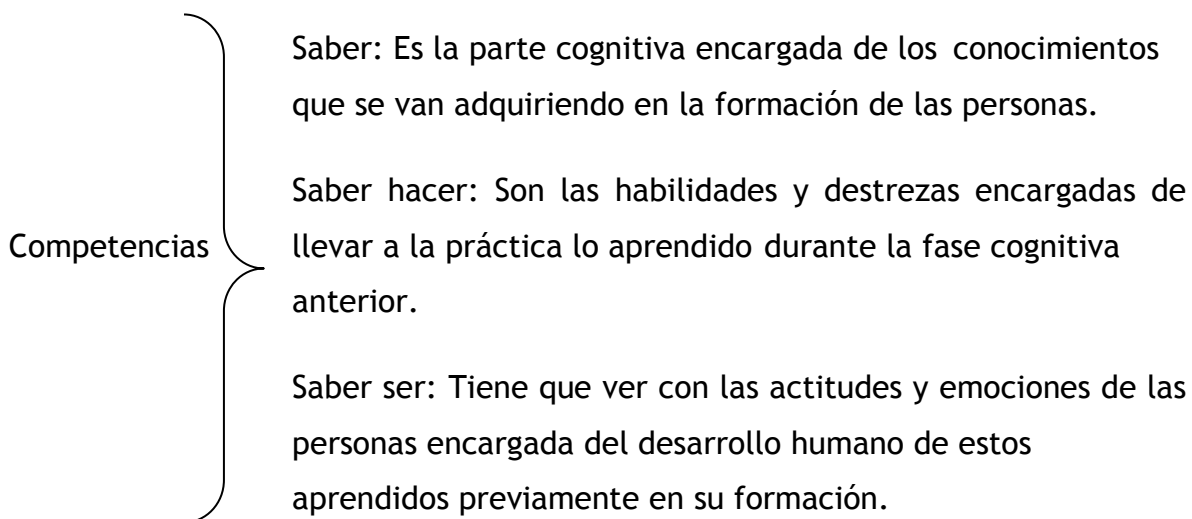 Saber: Es la parte cognitiva encargada de los conocimientos
que se van adquiriendo en la formación de las personas.
Saber hacer: Son las habilidades y destrezas encargadas de
Competencias
llevar a la práctica lo aprendido durante la fase cognitiva
anterior.
Saber ser: Tiene que ver con las actitudes y emociones de las
personas encargada del desarrollo humano de estos
aprendidos previamente en su formación.